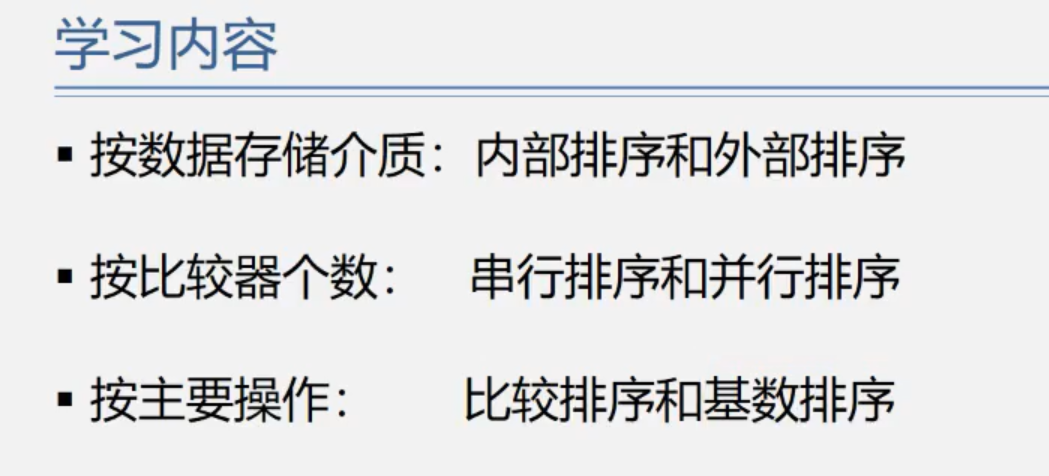 学习内容
▪ 按数据存储介质：内部排序和外部排序
▪ 按比较器个数： 串行排序和并行排序
▪ 按主要操作： 比较排序和基数排序